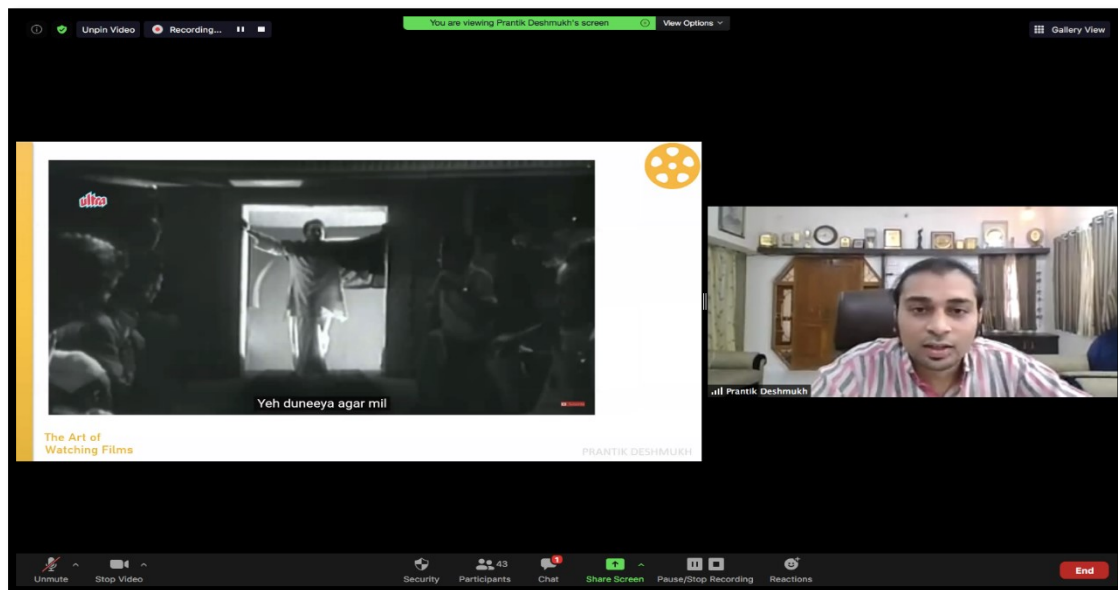 You are viewing Prantik Deshmukh's screen View Options
Unpin Video Recording... Gallery View
ultra
Yeh duneeya agar mil
The Art of
Watching Films
PRANTIK DESHMUKH
Prantik Deshmukh
43
1
Unmute Stop Video Security Participants Chat Share Screen Pause/Stop Recording Reactions End